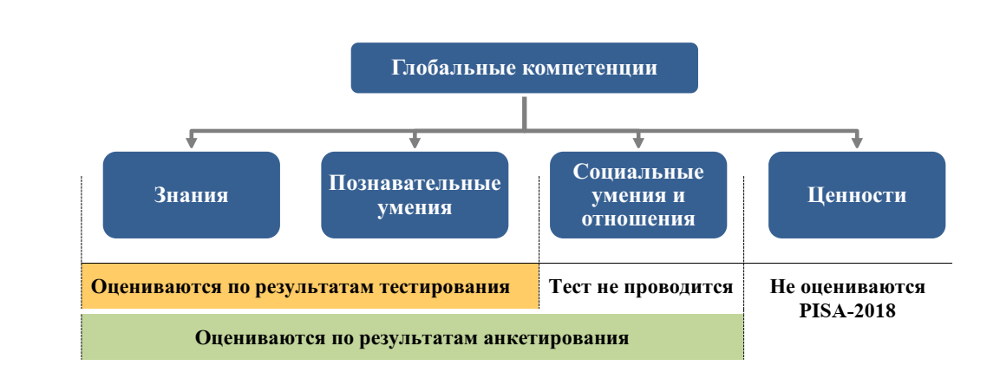 Глобальные компетенции
Знания
Познавательные
умения
Социальные
умения и
отношения
Ценности
Оцениваются по результатам тестирования
Тест не проводится
Не оцениваются
PISA-2018
Оцениваются по результатам анкетирования